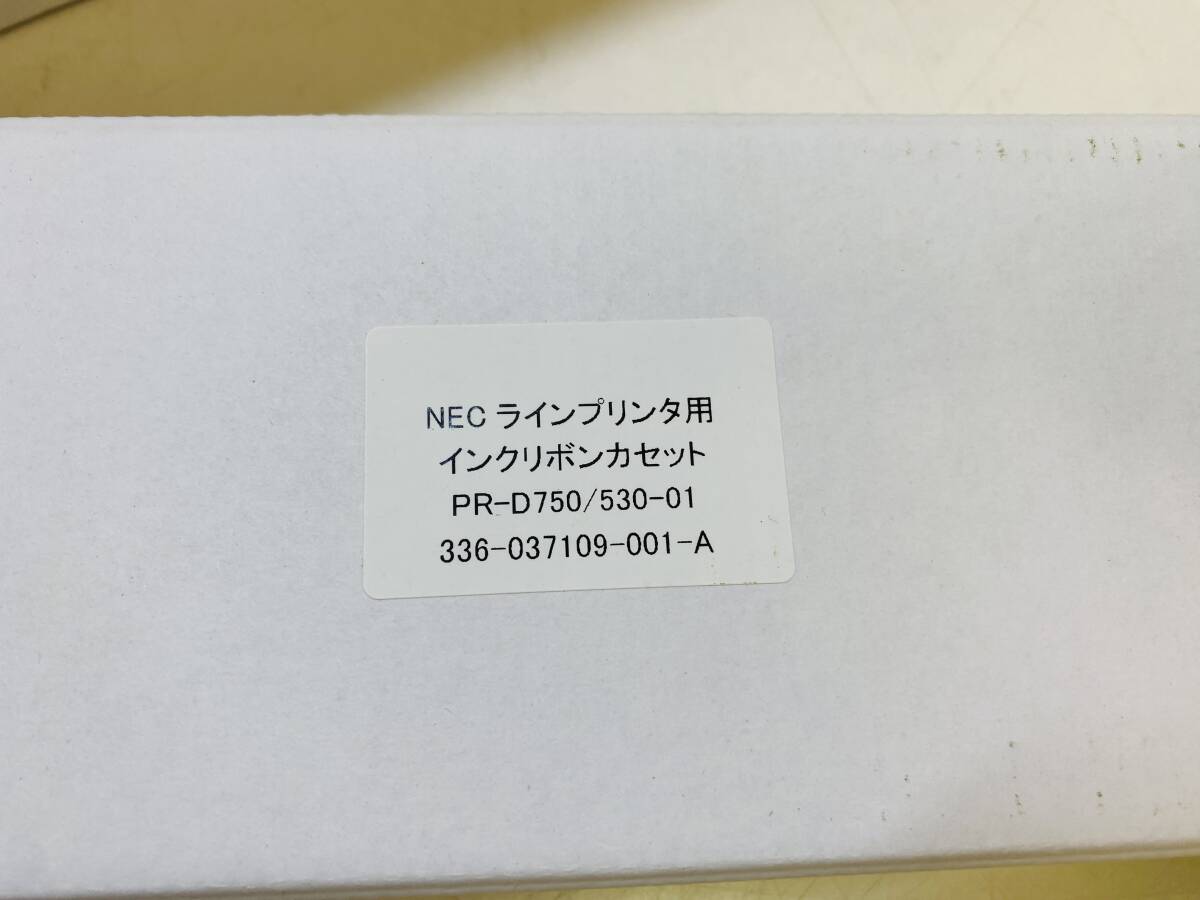 NEC ラインプリンタ用
インクリボンカセット
PR-D750/530-01
336-037109-001-A